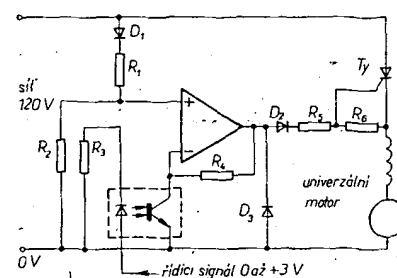 D1
R1
Ty
síť
120 V
+
−
D2
R5
R6
R2
R3
R4
univerzální
motor
D3
0 V
řídicí signál 0 až +3 V